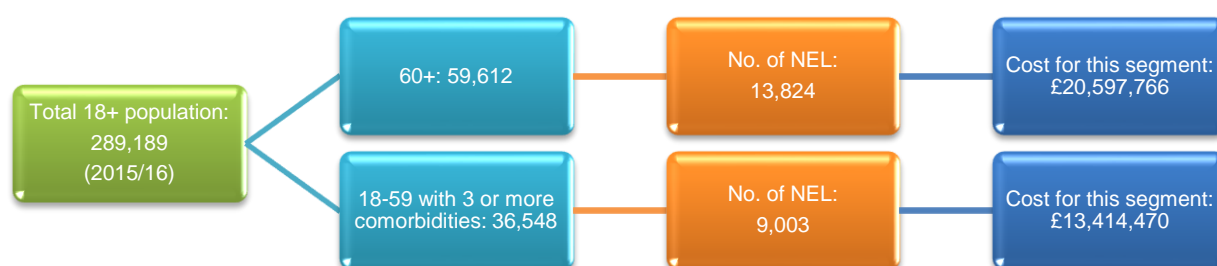 Total 18+ population:
289,189
(2015/16)
60+: 59,612
No. of NEL:
13,824
Cost for this segment:
£20,597,766
18-59 with 3 or more
comorbidities: 36,548
No. of NEL:
9,003
Cost for this segment:
£13,414,470